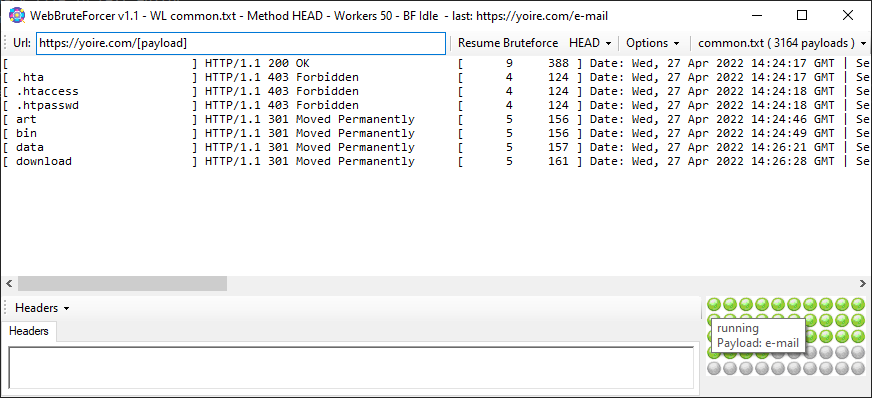 WebBruteForcer v1.1 - WL common.txt - Method HEAD - Workers 50 - BF Idle - last: https://yoire.com/e-mail
Url: https://yoire.com/[payload] Resume Bruteforce HEAD Options common.txt ( 3164 payloads )
[ ] HTTP/1.1 200 OK [ 9 388 ] Date: Wed, 27 Apr 2022 14:24:17 GMT | Se
[ .hta ] HTTP/1.1 403 Forbidden [ 4 124 ] Date: Wed, 27 Apr 2022 14:24:17 GMT | Se
[ .htaccess ] HTTP/1.1 403 Forbidden [ 4 124 ] Date: Wed, 27 Apr 2022 14:24:18 GMT | Se
[ .htpasswd ] HTTP/1.1 403 Forbidden [ 4 124 ] Date: Wed, 27 Apr 2022 14:24:18 GMT | Se
[ art ] HTTP/1.1 301 Moved Permanently [ 5 156 ] Date: Wed, 27 Apr 2022 14:24:46 GMT | Se
[ bin ] HTTP/1.1 301 Moved Permanently [ 5 156 ] Date: Wed, 27 Apr 2022 14:24:49 GMT | Se
[ data ] HTTP/1.1 301 Moved Permanently [ 5 157 ] Date: Wed, 27 Apr 2022 14:26:21 GMT | Se
[ download ] HTTP/1.1 301 Moved Permanently [ 5 161 ] Date: Wed, 27 Apr 2022 14:26:28 GMT | Se
Headers
Headers
running
Payload: e-mail